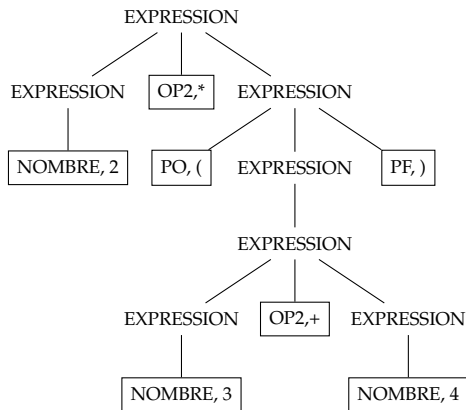 EXPRESSION
EXPRESSION OP2,* EXPRESSION
NOMBRE, 2 PO, ( EXPRESSION PF, )
EXPRESSION
EXPRESSION OP2,+ EXPRESSION
NOMBRE, 3 NOMBRE, 4